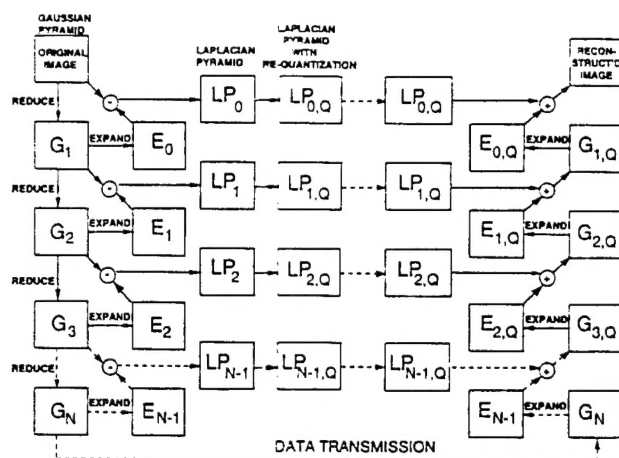 GAUSSIAN
PYRAMID
ORIGINAL
IMAGE
LAPLACIAN
PYRAMID
LAPLACIAN
PYRAMID
WITH
RE-QUANTIZATION
RECON-
STRUCTED
IMAGE
REDUCE
LP0
LP0,Q
LP0,Q
G1
EXPAND
E0
E0,Q
EXPAND
G1,Q
REDUCE
LP1
LP1,Q
LP1,Q
G2
EXPAND
E1
E1,Q
EXPAND
G2,Q
REDUCE
LP2
LP2,Q
LP2,Q
G3
EXPAND
E2
E2,Q
EXPAND
G3,Q
REDUCE
LPN-1
LPN-1,Q
LPN-1,Q
GN
EXPAND
EN-1
EN-1
EXPAND
GN
DATA TRANSMISSION